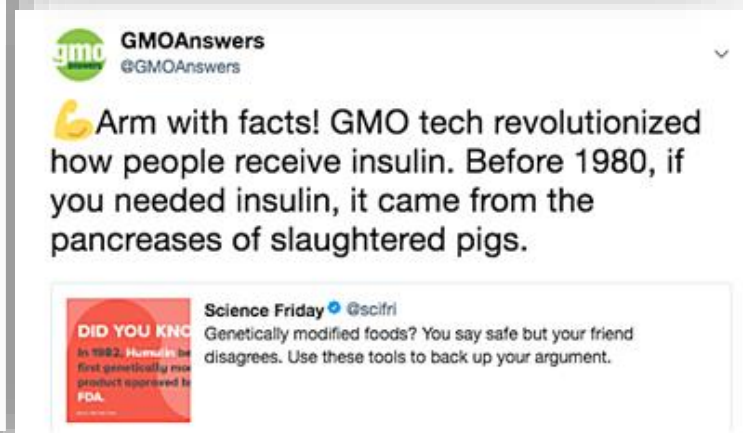 gmo
answers
GMOAnswers
@GMOAnswers
💪Arm with facts! GMO tech revolutionized
how people receive insulin. Before 1980, if
you needed insulin, it came from the
pancreases of slaughtered pigs.
Science Friday @scifri
Genetically modified foods? You say safe but your friend
disagrees. Use these tools to back up your argument.
DID YOU KNO
In 1982, Humulin be
first genetically mo
product approved b
FDA.